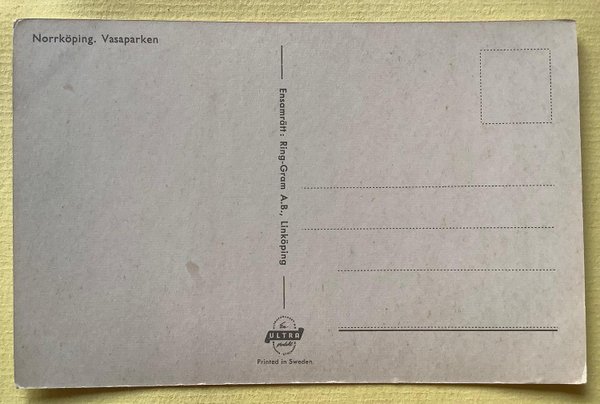 Norrköping. Vasaparken
Ensamrätt: Ring-Gram A.B., Linköping
ULTRA
Printed in Sweden.